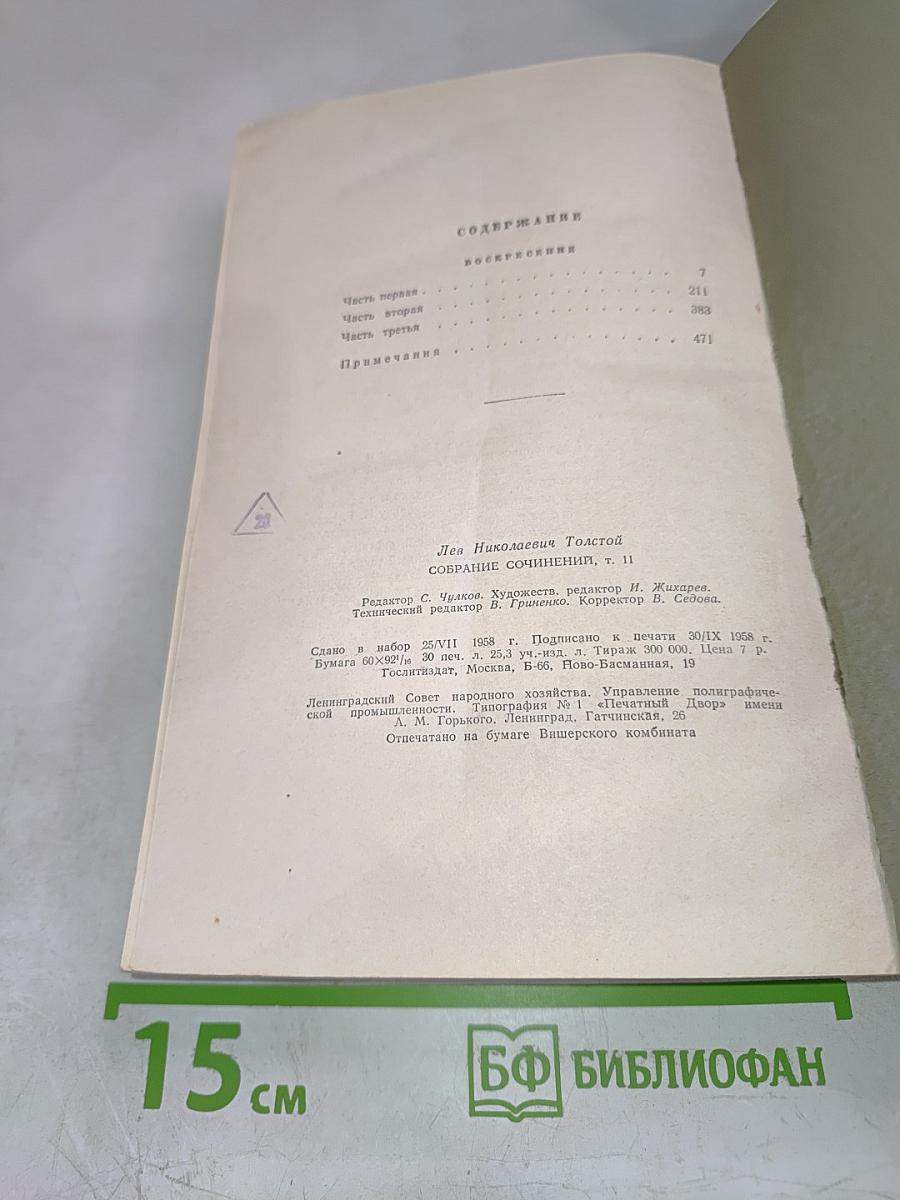 СОДЕРЖАНИЕ
ВОСКРЕСЕНИЕ
Часть первая . . . . . . . . . . . . . 7
Часть вторая . . . . . . . . . . . . . 211
Часть третья . . . . . . . . . . . . . 383
Примечания . . . . . . . . . . . . . 471
28
Лев Николаевич Толстой
СОБРАНИЕ СОЧИНЕНИЙ, т. 11
Редактор С. Чулков. Художеств. редактор И. Жихарев.
Технический редактор В. Гриненко. Корректор В. Седова.
Сдано в набор 25/VII 1958 г. Подписано к печати 30/IX 1958 г.
Бумага 60×92¹/₁₆ 30 печ. л. 25,3 уч.-изд. л. Тираж 300 000. Цена 7 р.
Гослитиздат, Москва, Б-66, Ново-Басманная, 19
Ленинградский Совет народного хозяйства. Управление полиграфиче-
ской промышленности. Типография № 1 «Печатный Двор» имени
А. М. Горького. Ленинград, Гатчинская, 26
Отпечатано на бумаге Вишерского комбината
15 см
БФ БИБЛИОФАН